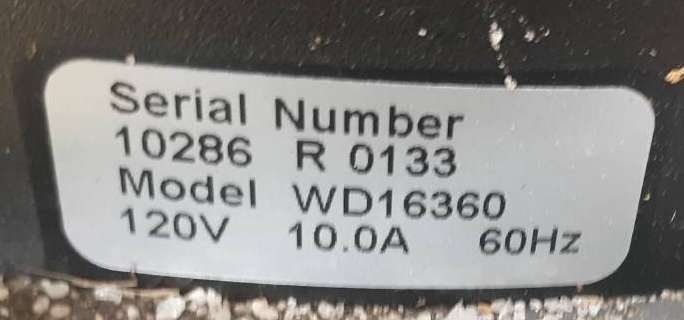 Serial Number
10286 R 0133
Model WD16360
120V 10.0A 60Hz